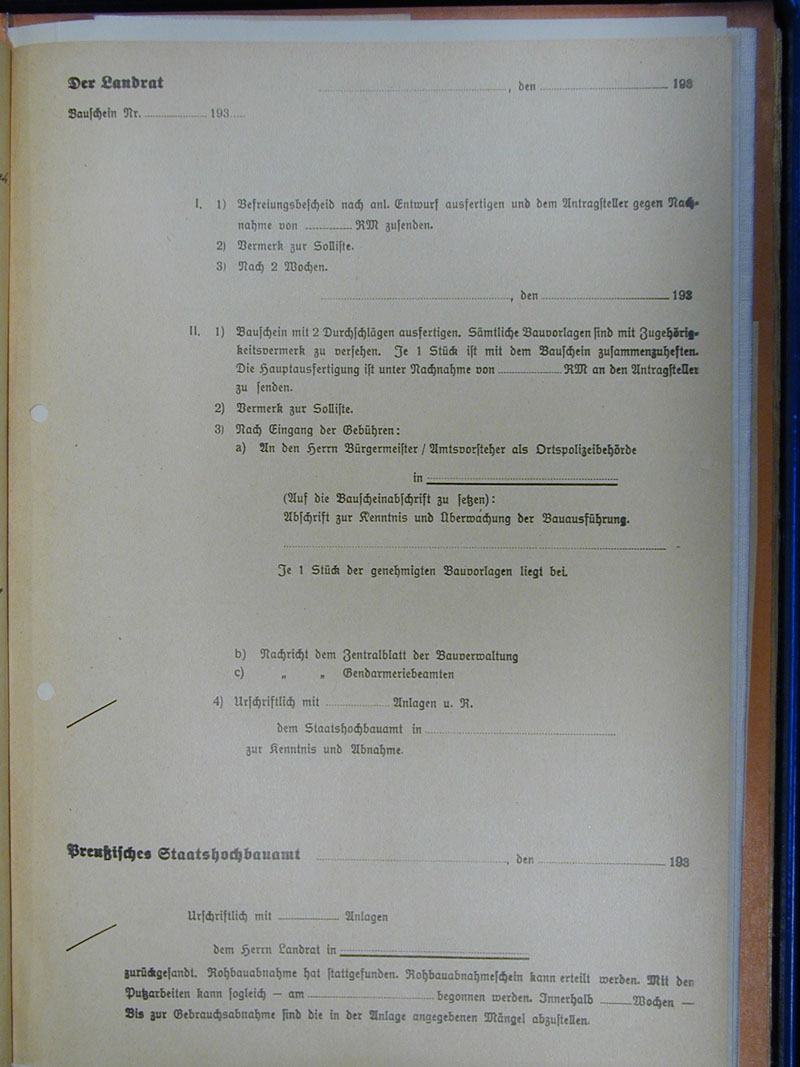 Der Landrat ........, den ........ 193
Bauschein Nr. ........ 193....
I. 1) Befreiungsbescheid nach anl. Entwurf ausfertigen und dem Antragsteller gegen Nach-
nahme von ........ RM zusenden.
2) Vermerk zur Solliste.
3) Nach 2 Wochen.
........, den ........ 193
II. 1) Bauschein mit 2 Durchschlägen ausfertigen. Sämtliche Bauvorlagen sind mit Zugehörig-
keitsvermerk zu versehen. Je 1 Stück ist mit dem Bauschein zusammenzuheften.
Die Hauptausfertigung ist unter Nachnahme von ........ RM an den Antragsteller
zu senden.
2) Vermerk zur Solliste.
3) Nach Eingang der Gebühren:
a) An den Herrn Bürgermeister / Amtsvorsteher als Ortspolizeibehörde
in ........
(Auf die Bauscheinabschrift zu setzen):
Abschrift zur Kenntnis und Überwachung der Bauausführung.
Je 1 Stück der genehmigten Bauvorlagen liegt bei.
b) Nachricht dem Zentralblatt der Bauverwaltung
c) „ „ Gendarmeriebeamten
4) Urschriftlich mit ........ Anlagen u. R.
dem Staatshochbauamt in ........
zur Kenntnis und Abnahme.
Preußisches Staatshochbauamt ........, den ........ 193
Urschriftlich mit ........ Anlagen
dem Herrn Landrat in ........
zurückgesandt. Rohbauabnahme hat stattgefunden. Rohbauabnahmeschein kann erteilt werden. Mit den
Putzarbeiten kann sogleich — am ........ begonnen werden. Innerhalb ........ Wochen —
Bis zur Gebrauchsabnahme sind die in der Anlage angegebenen Mängel abzustellen.